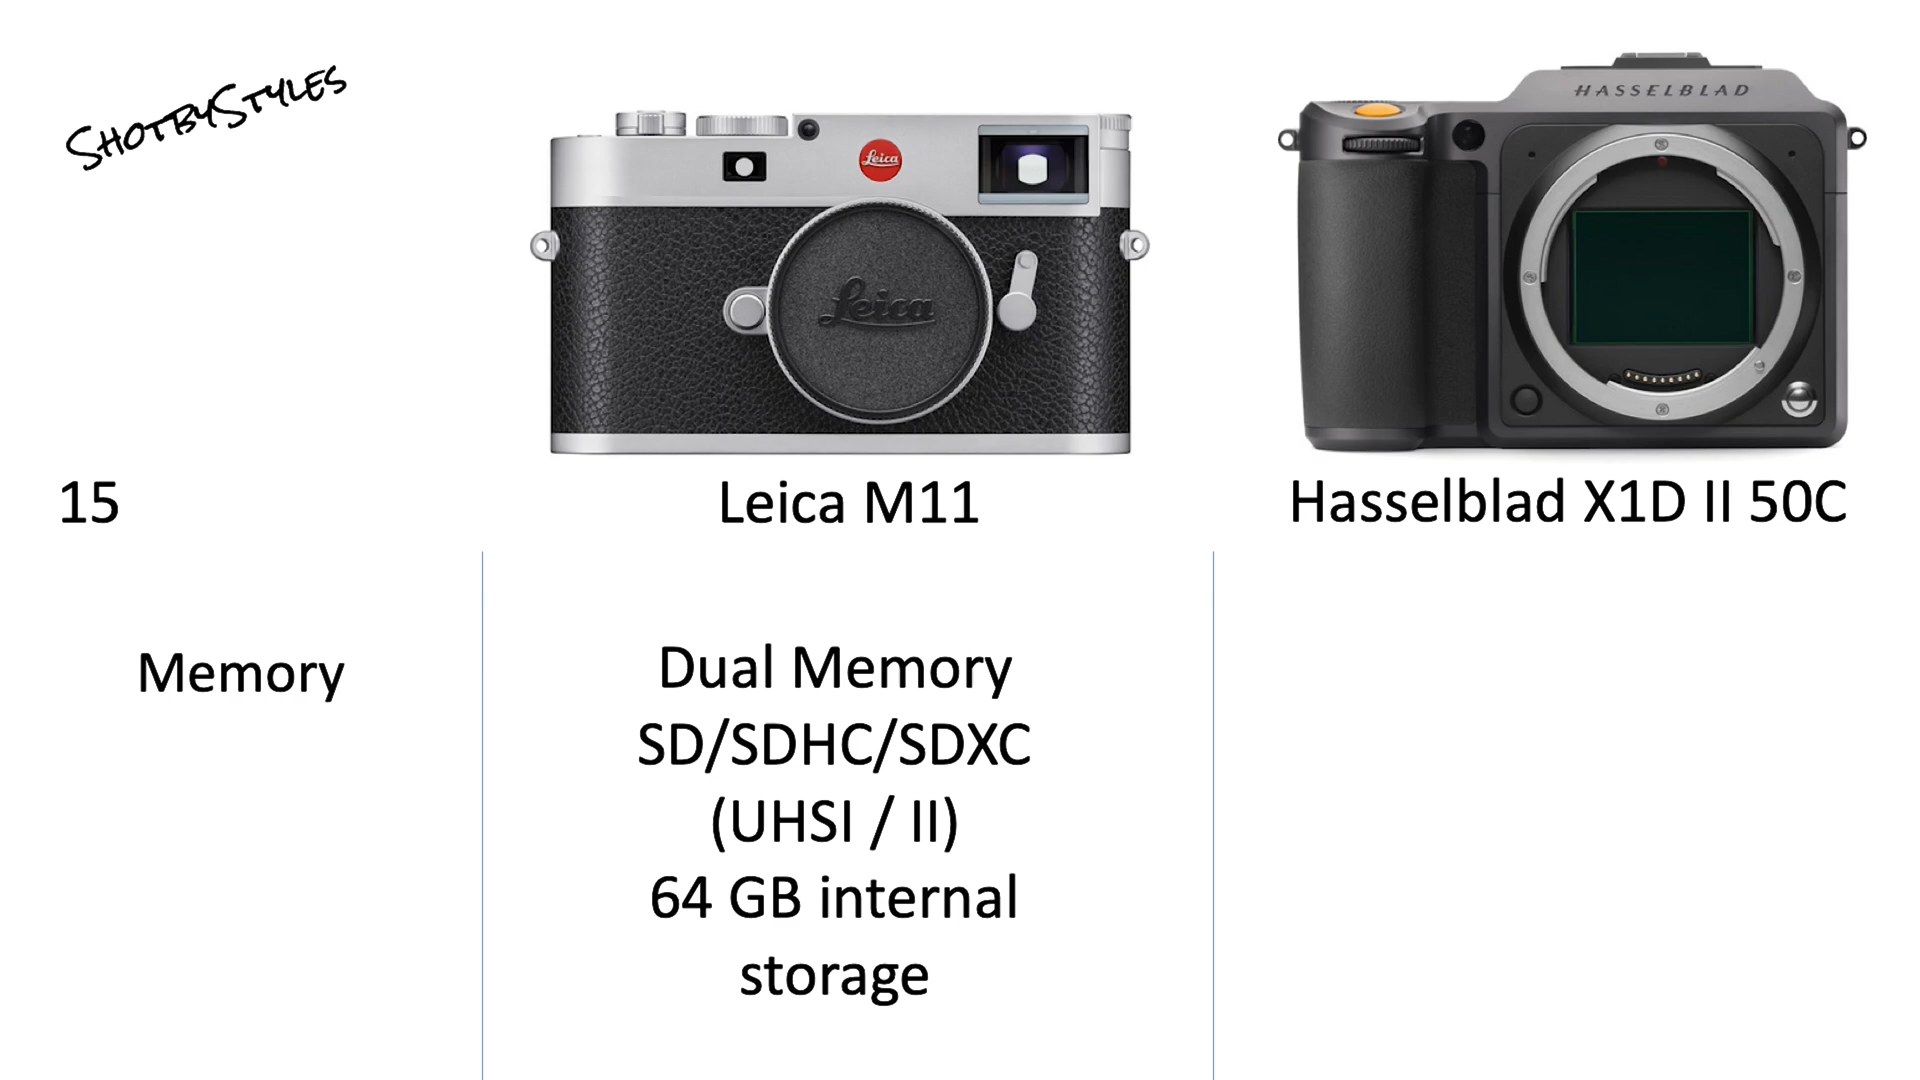 ShotbyStyles
HASSELBLAD
Leica
Leica
15
Leica M11
Hasselblad X1D II 50C
Memory
Dual Memory
SD/SDHC/SDXC
(UHSI / II)
64 GB internal
storage